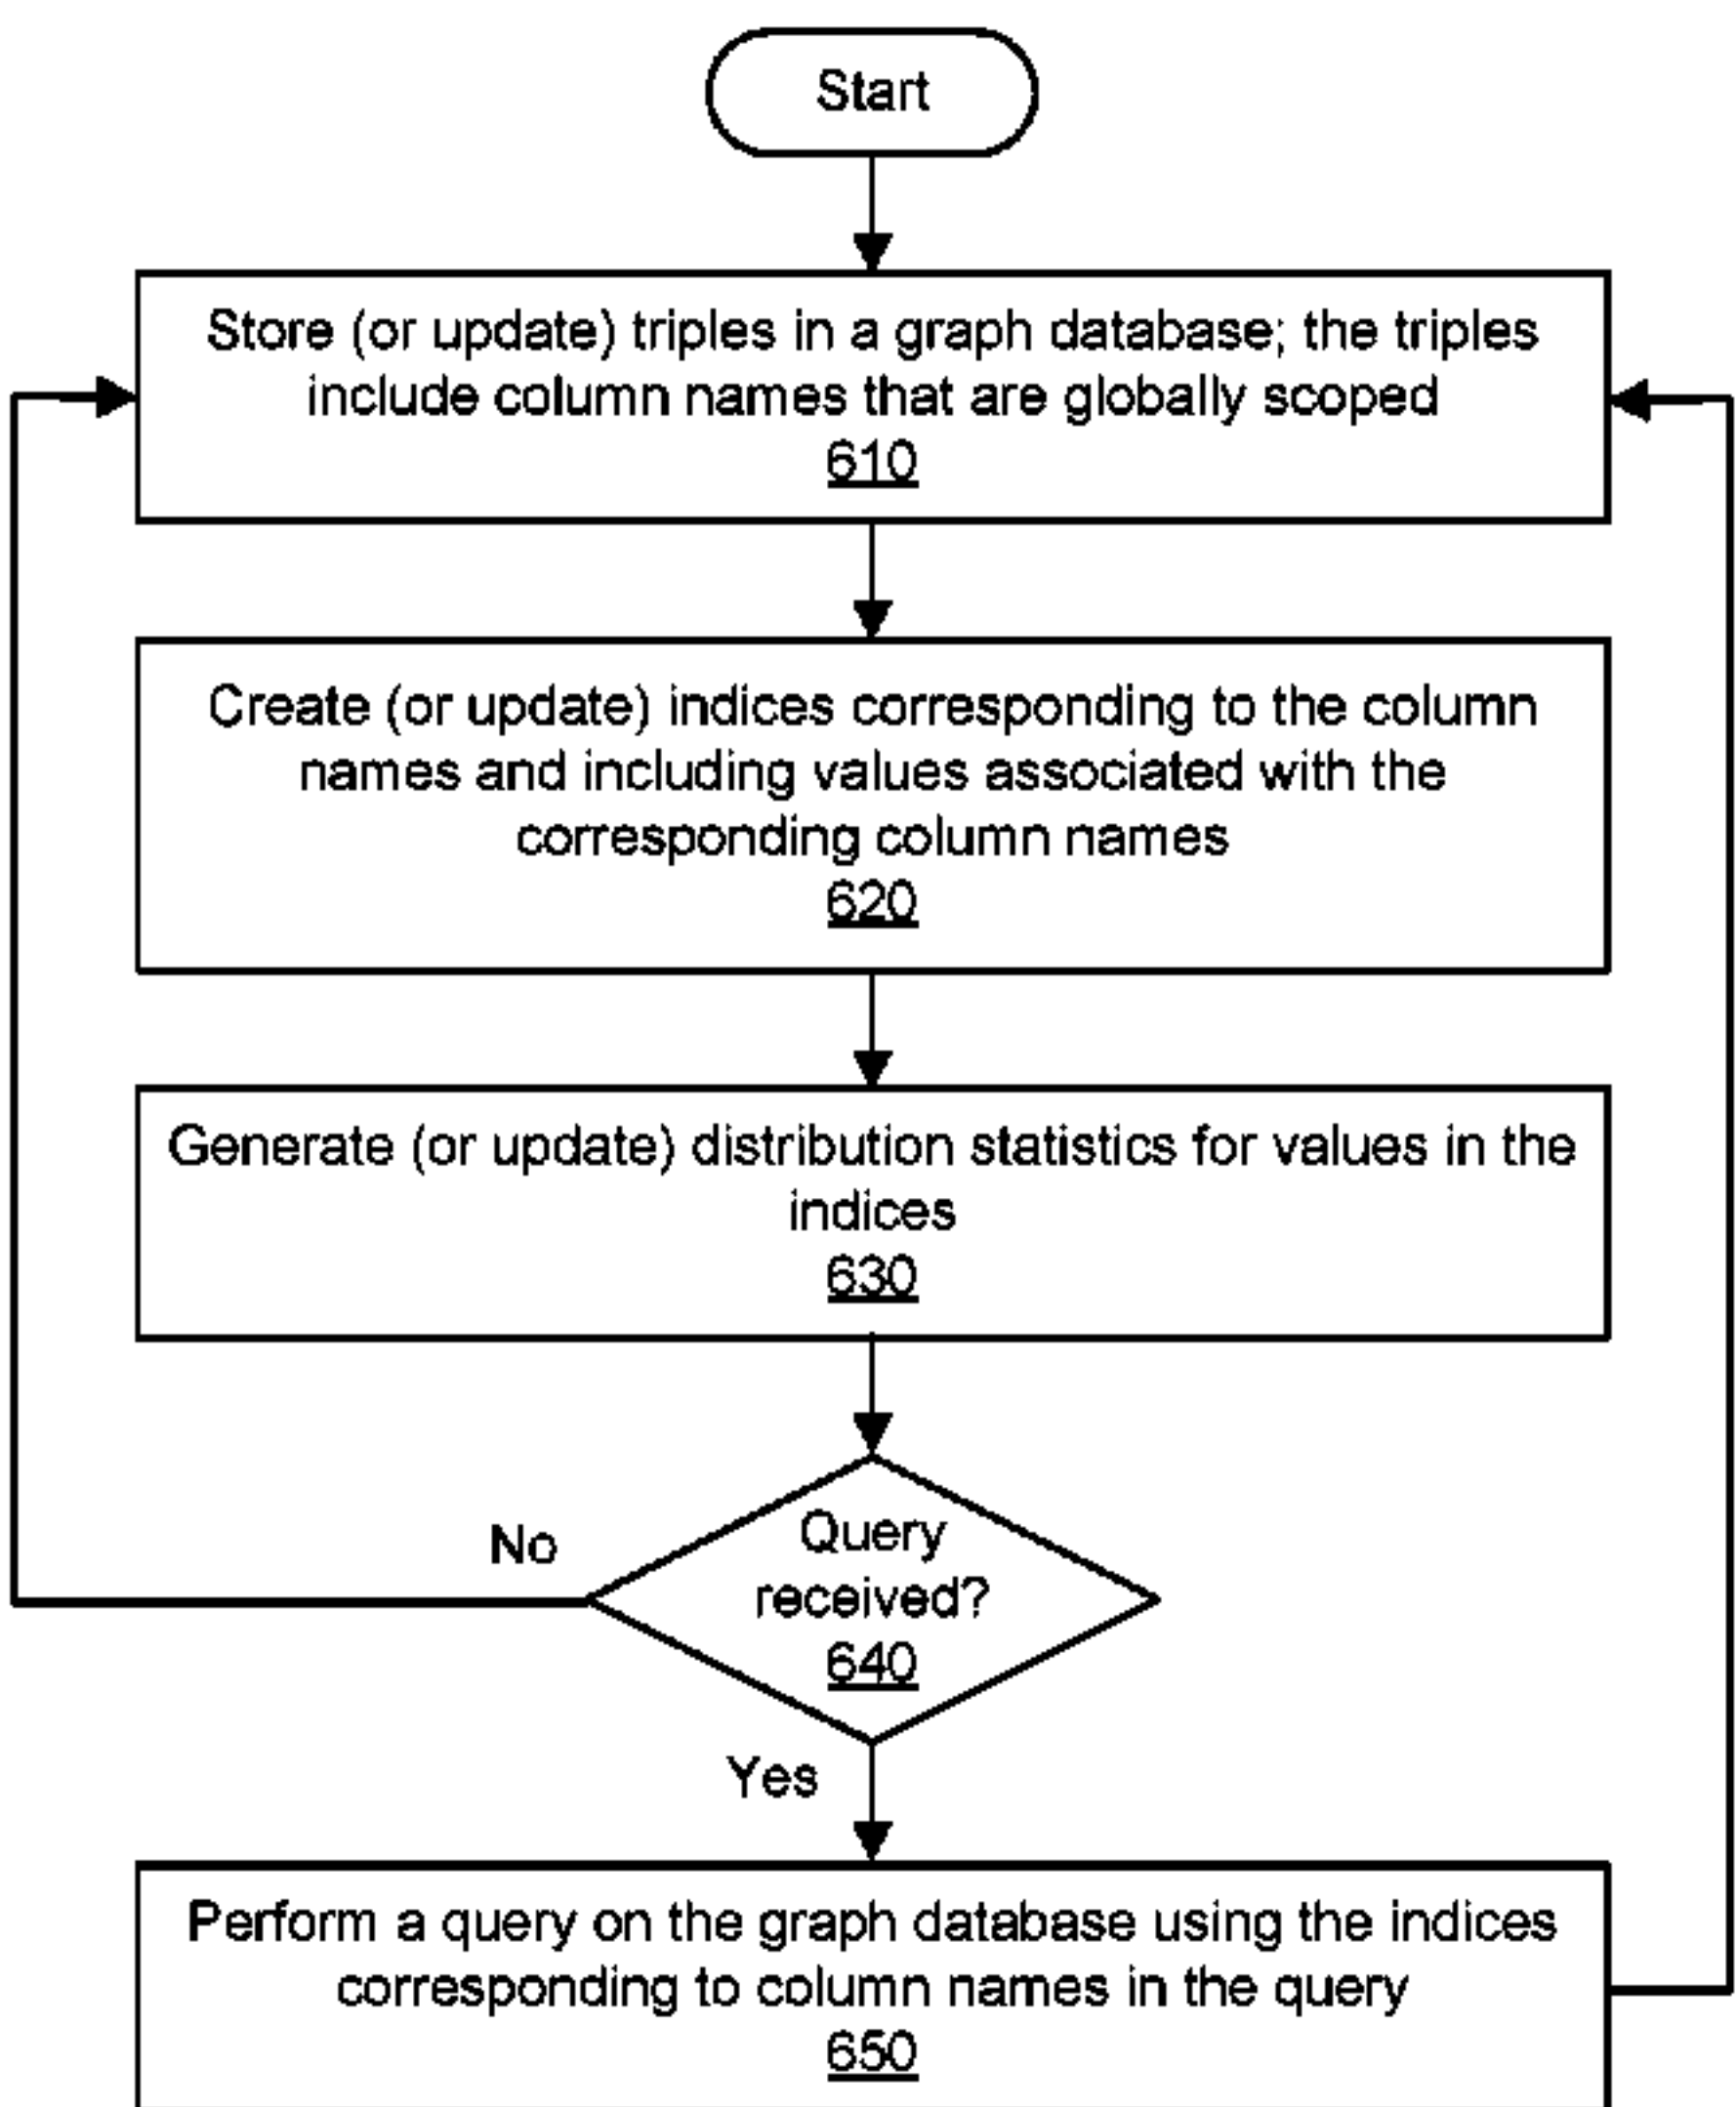 Start
Store (or update) triples in a graph database; the triples
include column names that are globally scoped
610
Create (or update) indices corresponding to the column
names and including values associated with the
corresponding column names
620
Generate (or update) distribution statistics for values in the
indices
630
Query
received?
640
No
Yes
Perform a query on the graph database using the indices
corresponding to column names in the query
650